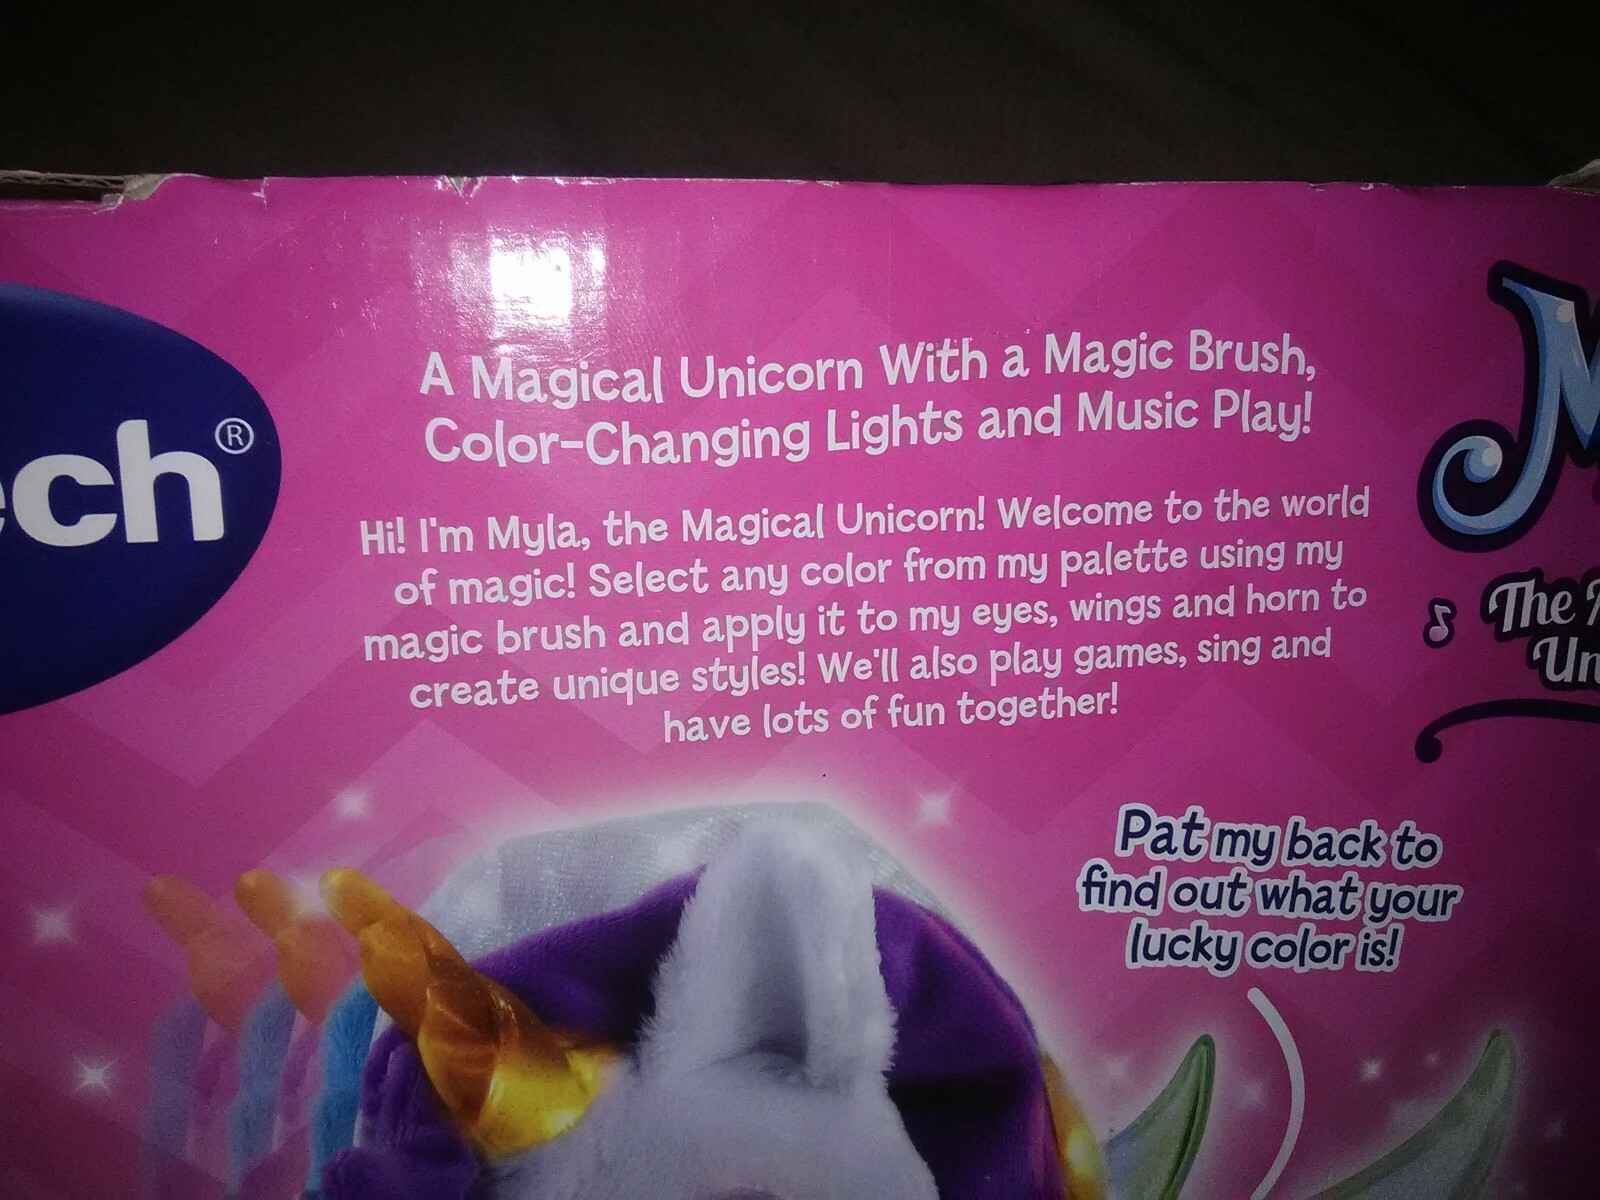 A Magical Unicorn With a Magic Brush,
Color-Changing Lights and Music Play!
ech®
Hi! I'm Myla, the Magical Unicorn! Welcome to the world
of magic! Select any color from my palette using my
magic brush and apply it to my eyes, wings and horn to
create unique styles! We'll also play games, sing and
have lots of fun together!
M
The
Un
Pat my back to
find out what your
lucky color is!